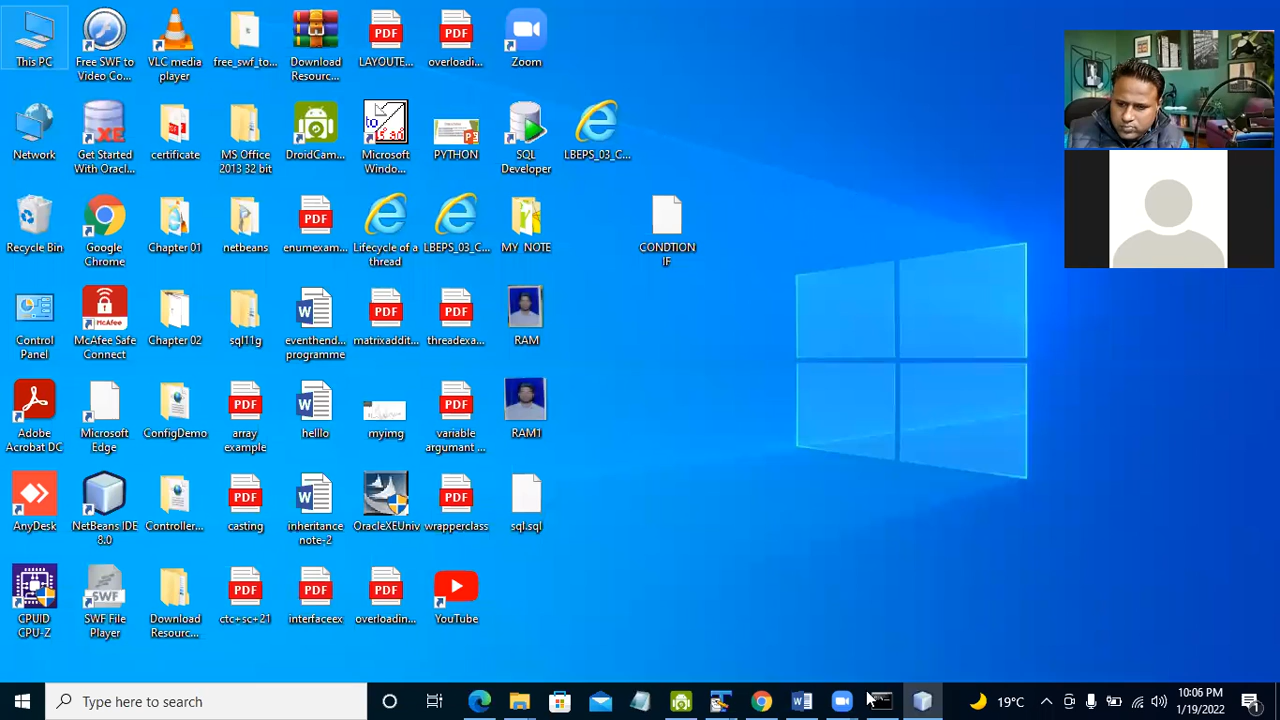 This PC
Free SWF to
Video Co...
VLC media
player
free_swf_to...
Download
Resourc...
LAYOUTE...
overloadi...
Zoom
Network
Get Started
With Oracl...
certificate
MS Office
2013 32 bit
DroidCam...
Microsoft
Windo...
PYTHON
SQL
Developer
LBEPS_03_C...
Recycle Bin
Google
Chrome
Chapter 01
netbeans
enumexam...
Lifecycle of a
thread
LBEPS_03_C...
MY_NOTE
CONDTION
IF
Control
Panel
McAfee Safe
Connect
Chapter 02
sql11g
eventhend...
programme
matrixaddit...
threadexa...
RAM
Adobe
Acrobat DC
Microsoft
Edge
ConfigDemo
array
example
helllo
myimg
variable
argumant ...
RAM1
AnyDesk
NetBeans IDE
8.0
Controller...
casting
inheritance
note-2
OracleXEUniv
wrapperclass
sql.sql
CPUID
CPU-Z
SWF File
Player
Download
Resourc...
ctc+sc+21
interfaceex
overloadin...
YouTube
Type here to search
19°C
10:06 PM
1/19/2022